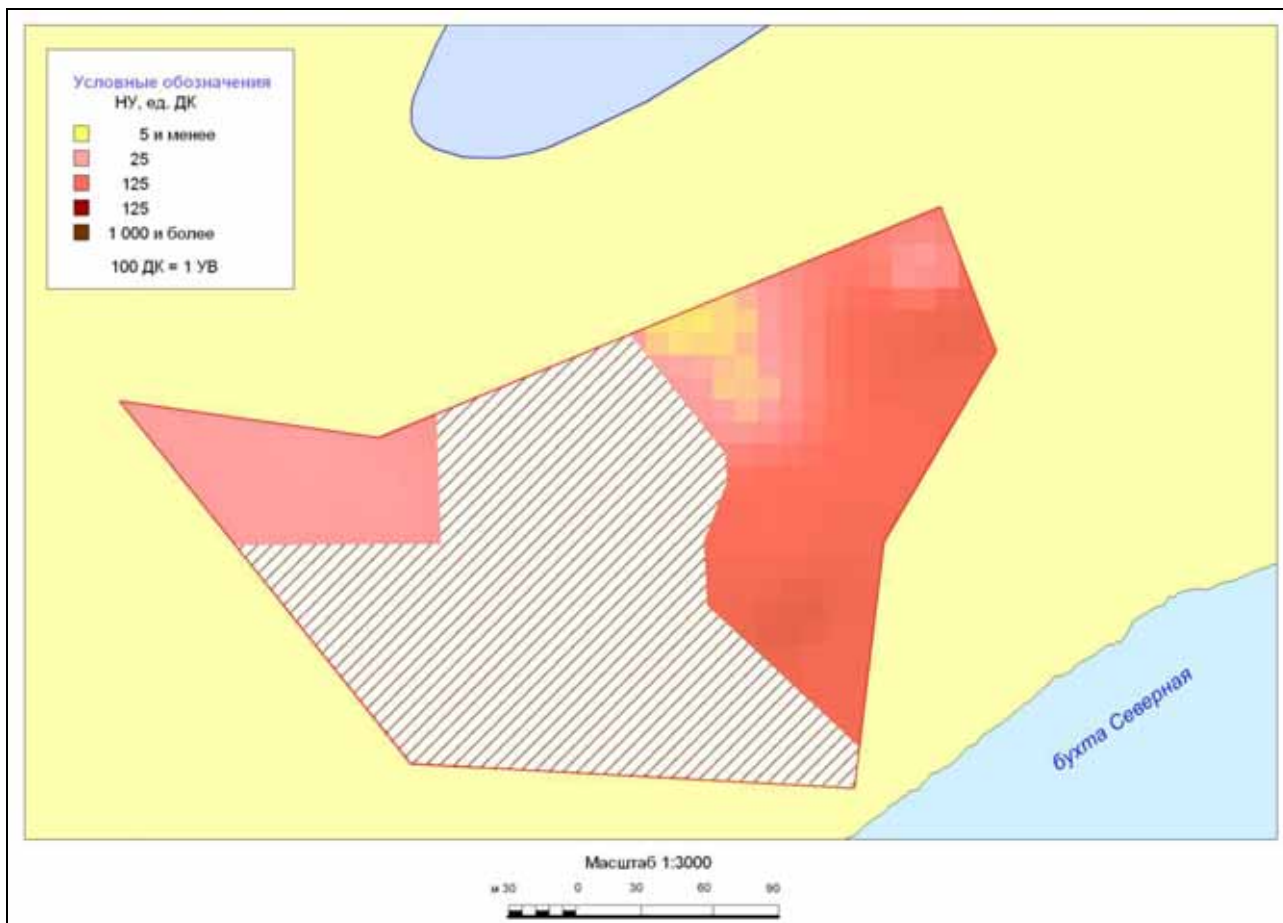 Условные обозначения
НУ, ед. ДК
5 и менее
25
125
125
1 000 и более
100 ДК = 1 УВ
бухта Северная
Масштаб 1:3000
м 30 0 30 60 90